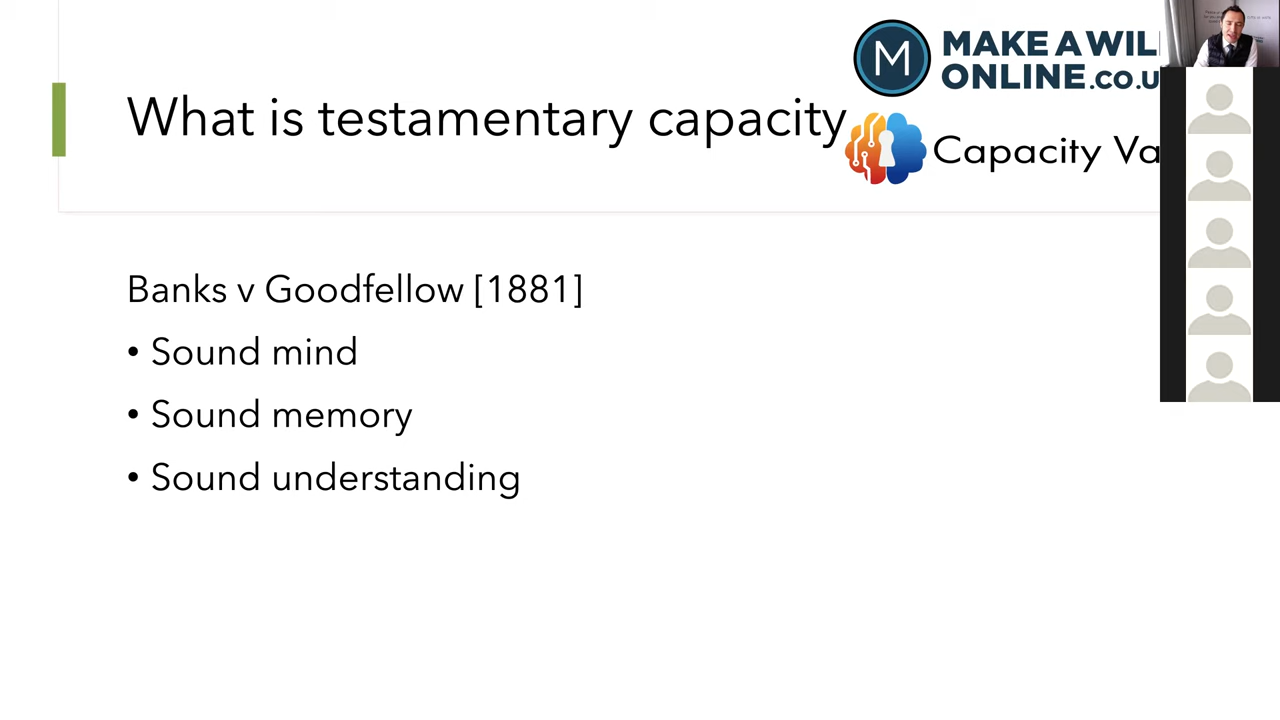 MAKE A WIL
ONLINE.co.u
What is testamentary capacity
M
Capacity Va
Banks v Goodfellow [1881]
• Sound mind
• Sound memory
• Sound understanding